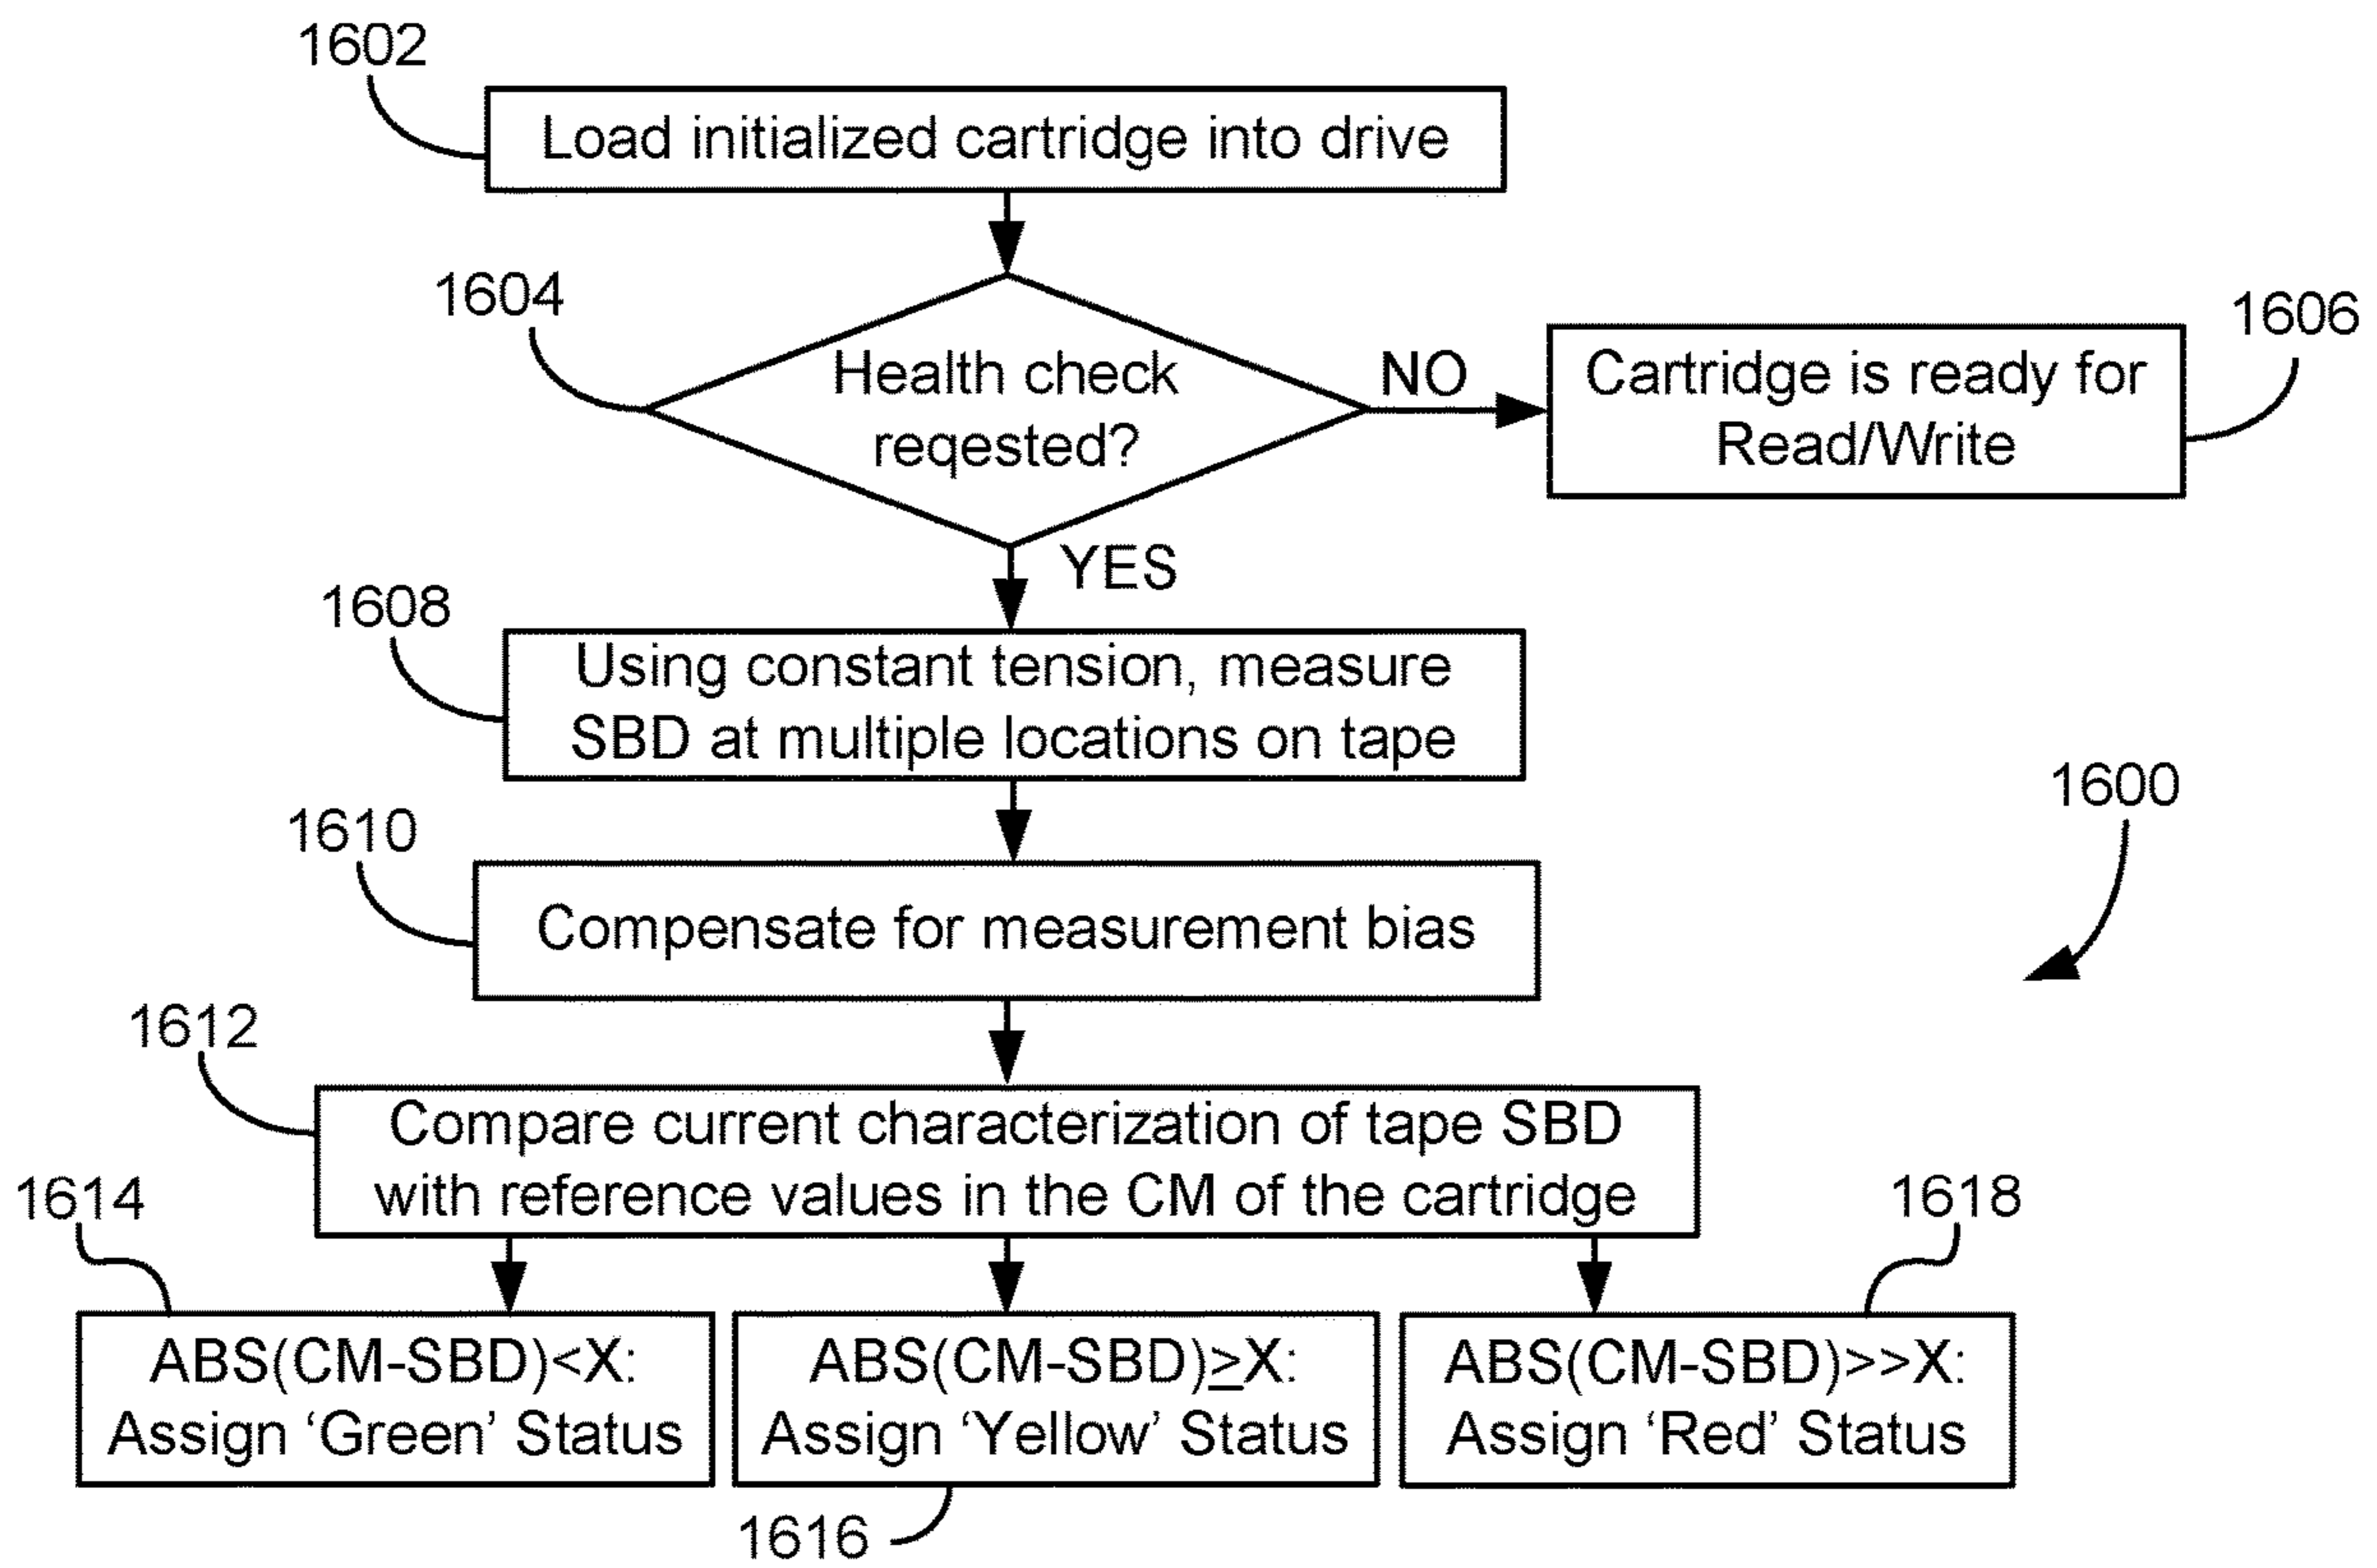 1602
Load initialized cartridge into drive
1604
Health check
reqested?
NO
1606
Cartridge is ready for
Read/Write
YES
1608
Using constant tension, measure
SBD at multiple locations on tape
1600
1610
Compensate for measurement bias
1612
Compare current characterization of tape SBD
with reference values in the CM of the cartridge
1614
1618
ABS(CM-SBD)<X:
Assign ‘Green’ Status
ABS(CM-SBD)≥X:
Assign ‘Yellow’ Status
ABS(CM-SBD)>>X:
Assign ‘Red’ Status
1616